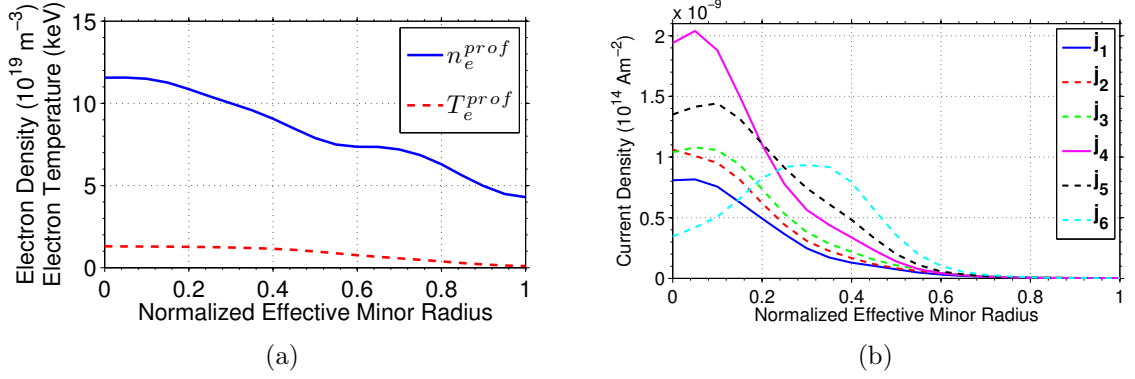 15
10
5
0
0 0.2 0.4 0.6 0.8 1
Electron Density (10^19 m^-3)
Electron Temperature (keV)
Normalized Effective Minor Radius
n_e^prof
T_e^prof
(a)
x 10^-9
2
1.5
1
0.5
0
0 0.2 0.4 0.6 0.8 1
Current Density (10^14 Am^-2)
Normalized Effective Minor Radius
j_1
j_2
j_3
j_4
j_5
j_6
(b)